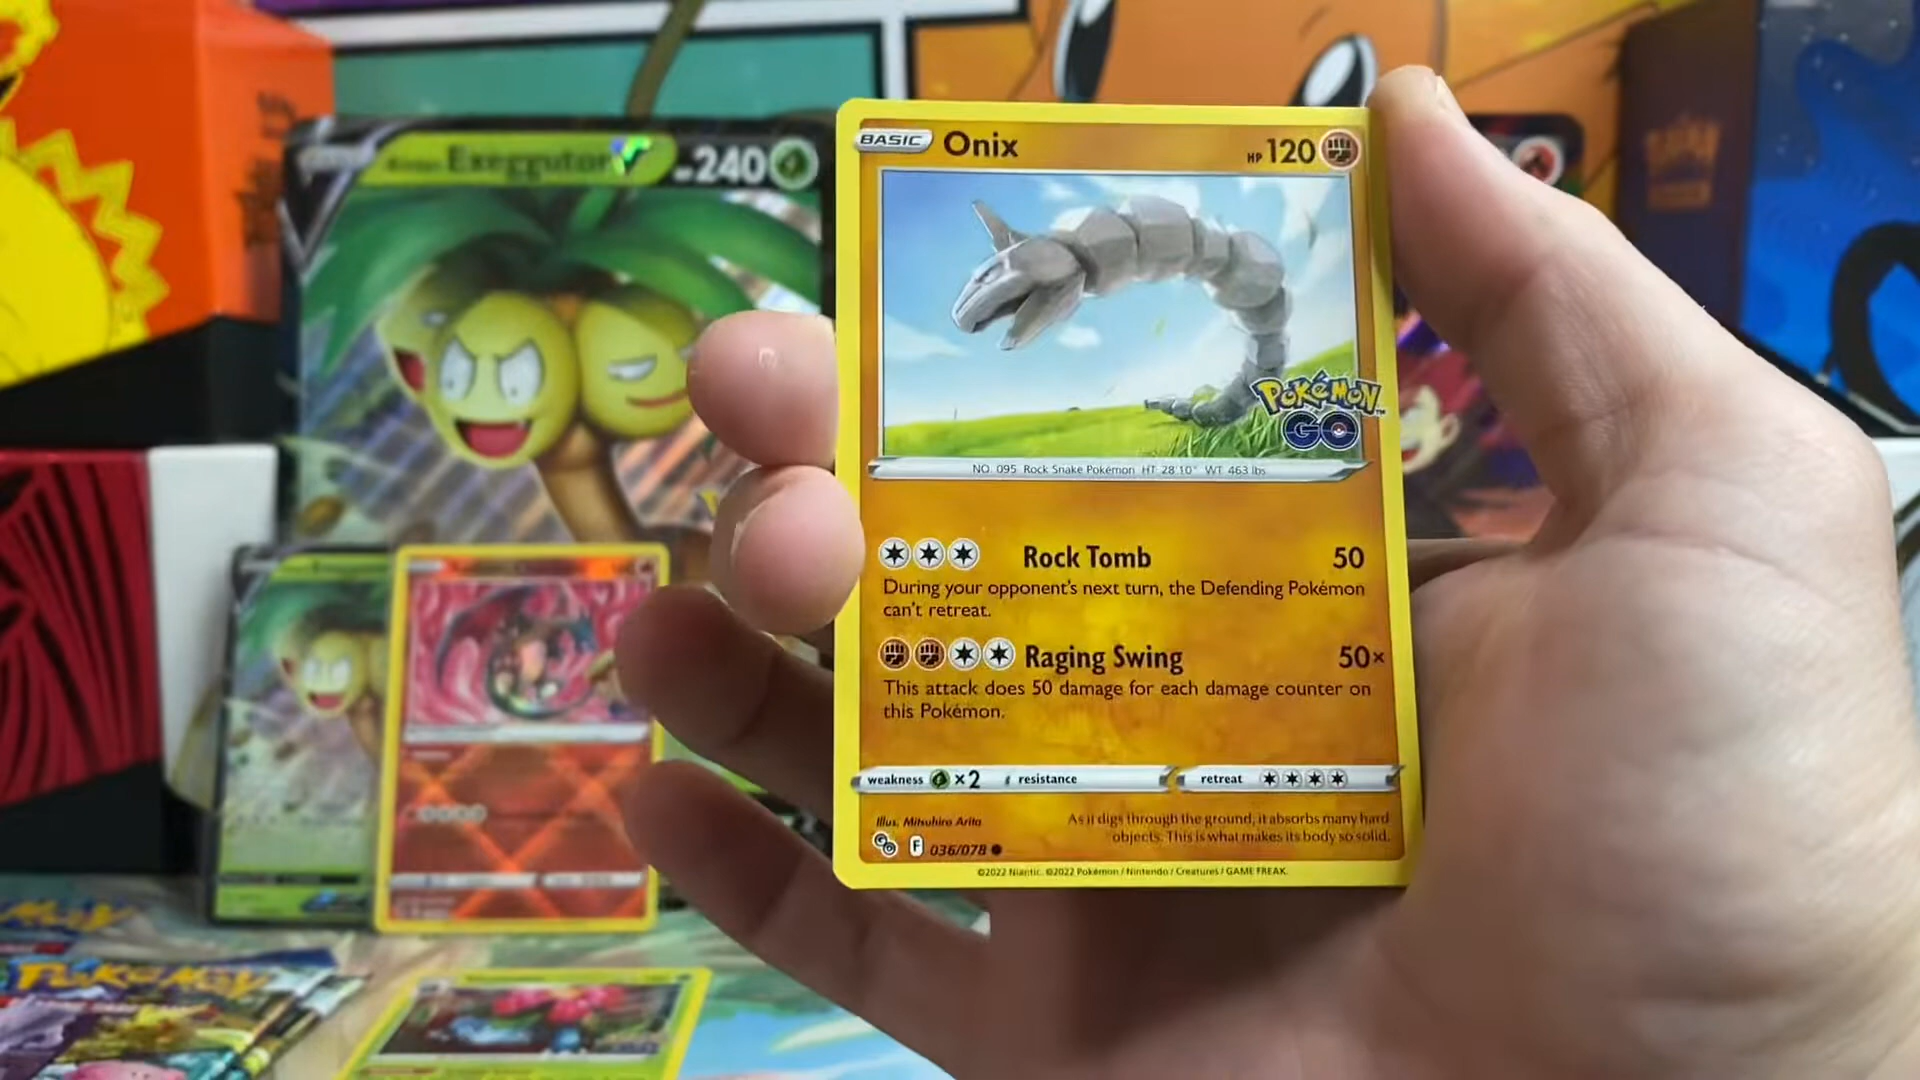 Exeggutor V 240
BASIC Onix HP 120
POKÉMON
GO
NO. 095 Rock Snake Pokémon HT 28'10" WT 463 lbs
Rock Tomb 50
During your opponent's next turn, the Defending Pokémon
can't retreat.
Raging Swing 50×
This attack does 50 damage for each damage counter on
this Pokémon.
weakness ×2 resistance retreat
Illus. Mitsuhiro Arita
As it digs through the ground, it absorbs many hard
objects. This is what makes its body so solid.
F 036/078
©2022 Niantic. ©2022 Pokémon / Nintendo / Creatures / GAME FREAK.
POKÉMON